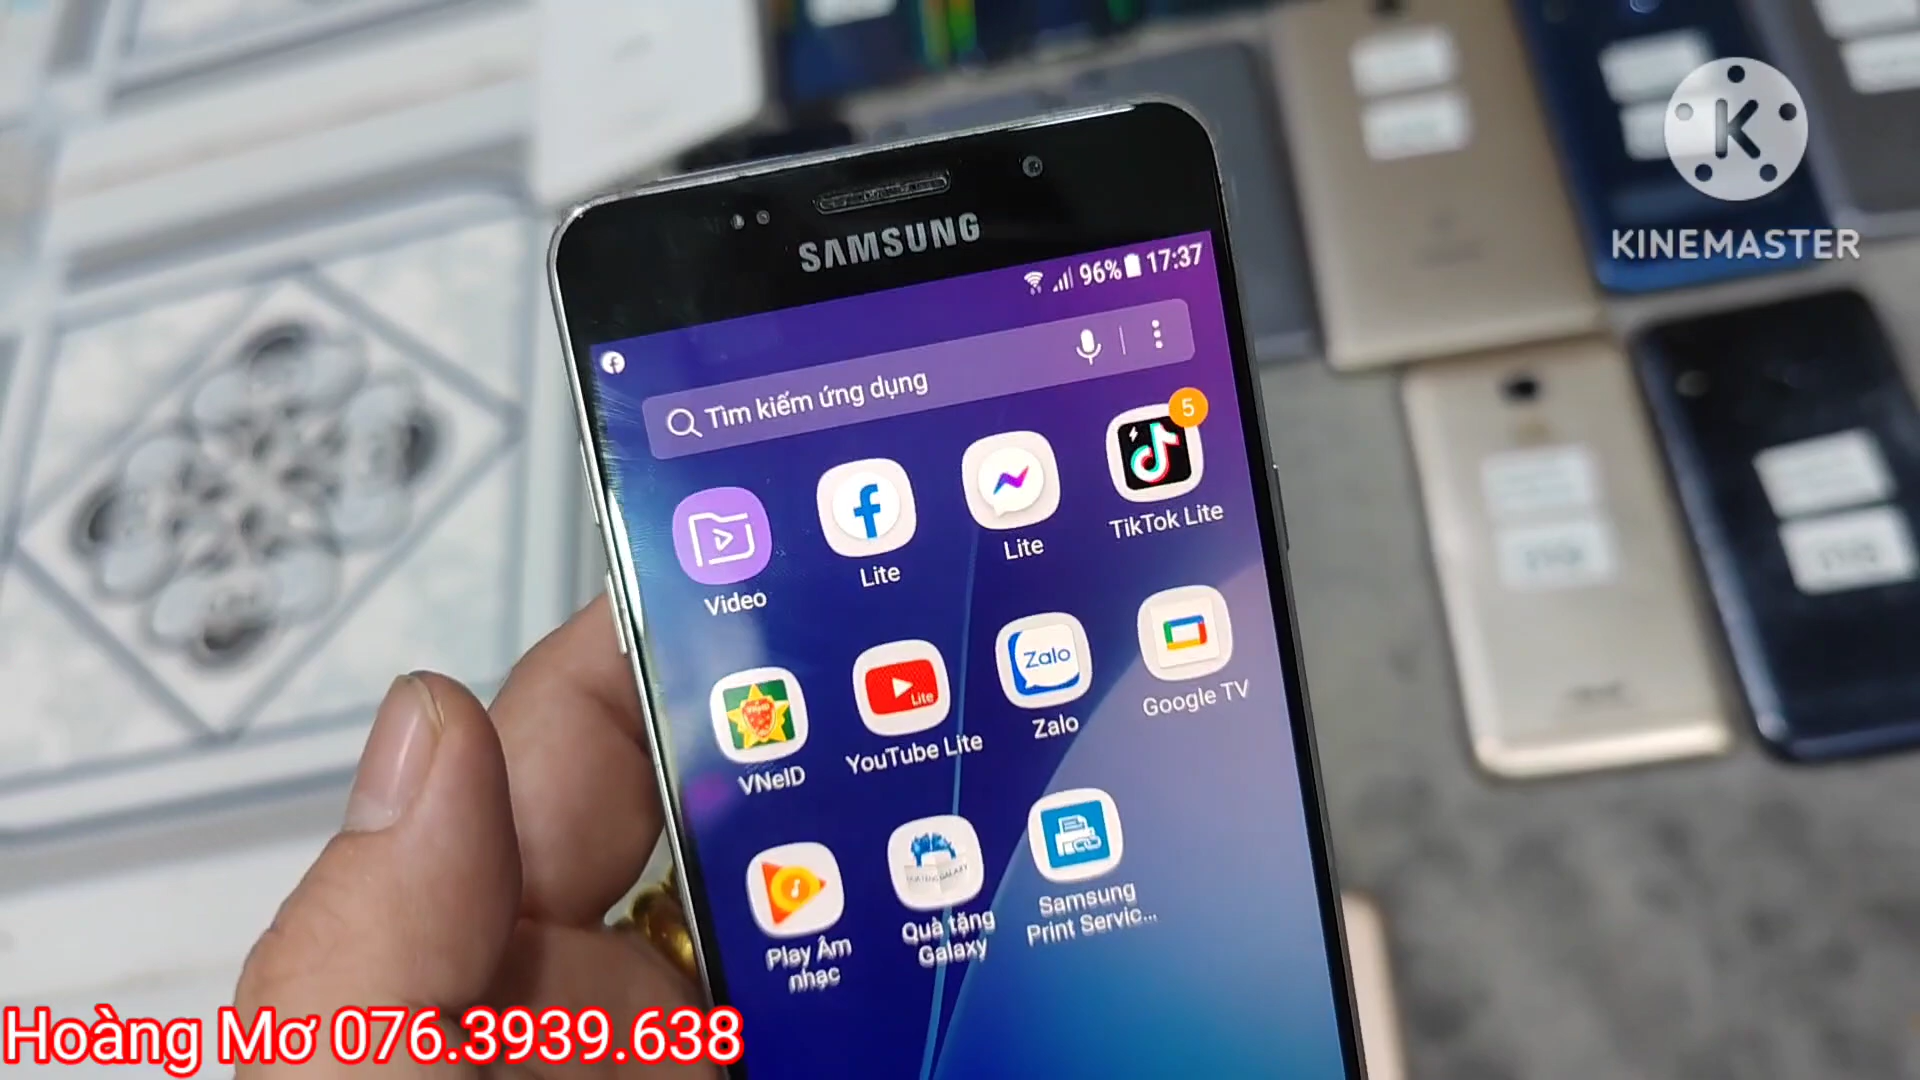 K
KINEMASTER
SAMSUNG
96% 17:37
Tìm kiếm ứng dụng
5
Video
Lite
Lite
TikTok Lite
VNeID
Lite
YouTube Lite
Zalo
Zalo
Google TV
Play Âm
nhạc
Quà tặng
Galaxy
Samsung
Print Servic...
Hoàng Mơ 076.3939.638